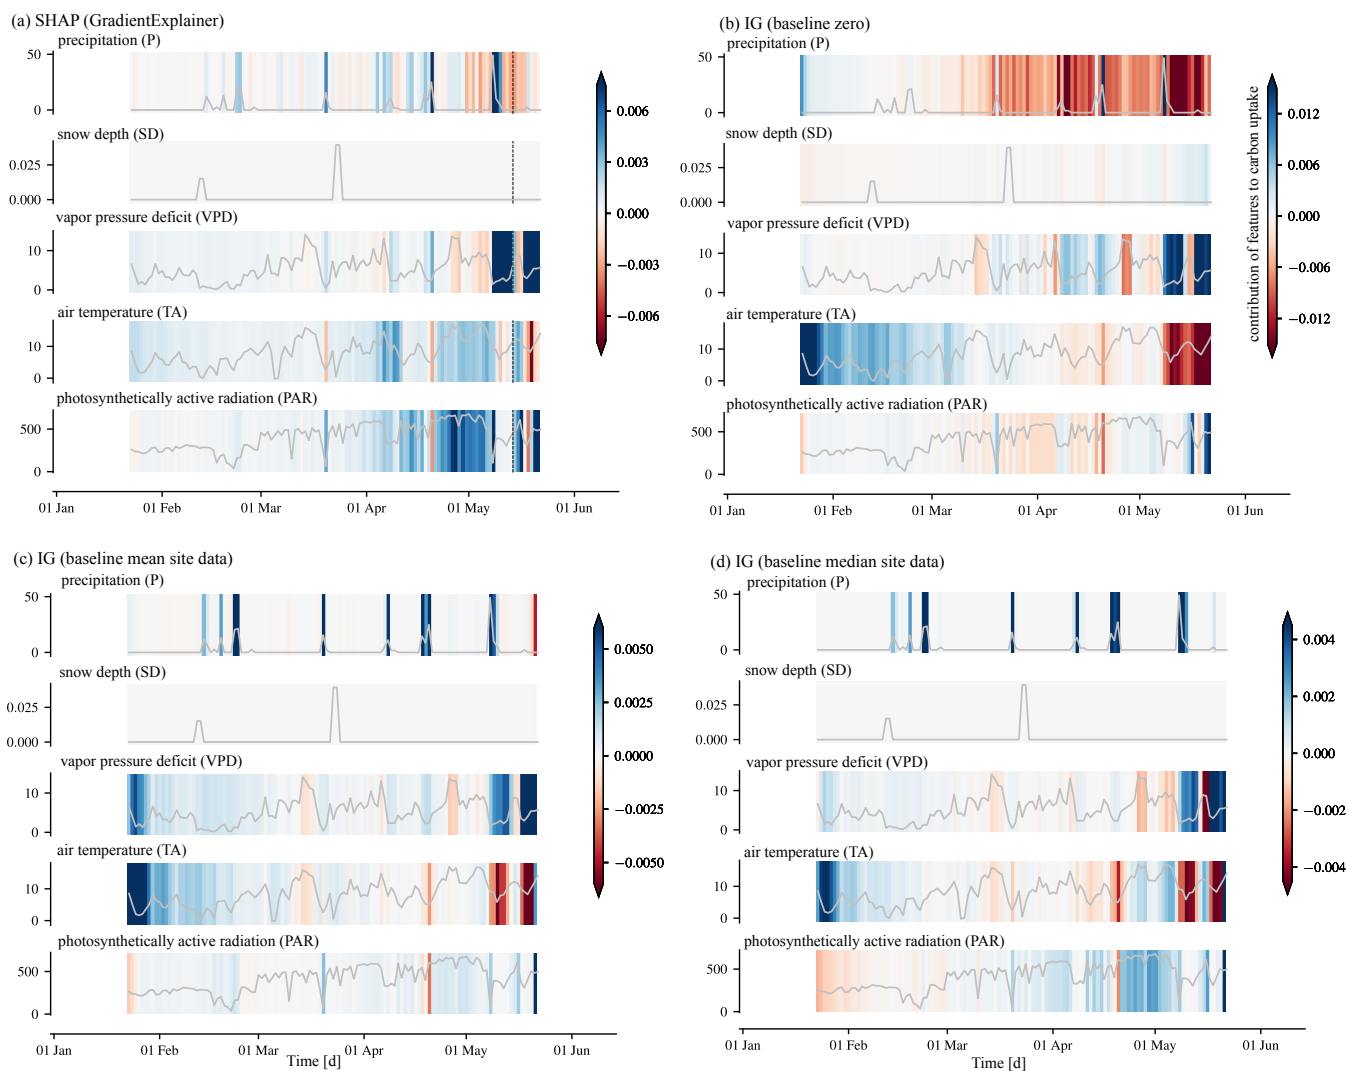 (a) SHAP (GradientExplainer)
precipitation (P)
50
0
snow depth (SD)
0.025
0.000
vapor pressure deficit (VPD)
10
0
air temperature (TA)
10
0
photosynthetically active radiation (PAR)
500
0
01 Jan 01 Feb 01 Mar 01 Apr 01 May 01 Jun
0.006
0.003
0.000
−0.003
−0.006
(b) IG (baseline zero)
precipitation (P)
50
0
snow depth (SD)
0.025
0.000
vapor pressure deficit (VPD)
10
0
air temperature (TA)
10
0
photosynthetically active radiation (PAR)
500
0
01 Jan 01 Feb 01 Mar 01 Apr 01 May 01 Jun
contribution of features to carbon uptake
0.012
0.006
0.000
−0.006
−0.012
(c) IG (baseline mean site data)
precipitation (P)
50
0
snow depth (SD)
0.025
0.000
vapor pressure deficit (VPD)
10
0
air temperature (TA)
10
0
photosynthetically active radiation (PAR)
500
0
01 Jan 01 Feb 01 Mar 01 Apr 01 May 01 Jun
Time [d]
0.0050
0.0025
0.0000
−0.0025
−0.0050
(d) IG (baseline median site data)
precipitation (P)
50
0
snow depth (SD)
0.025
0.000
vapor pressure deficit (VPD)
10
0
air temperature (TA)
10
0
photosynthetically active radiation (PAR)
500
0
01 Jan 01 Feb 01 Mar 01 Apr 01 May 01 Jun
Time [d]
0.004
0.002
0.000
−0.002
−0.004